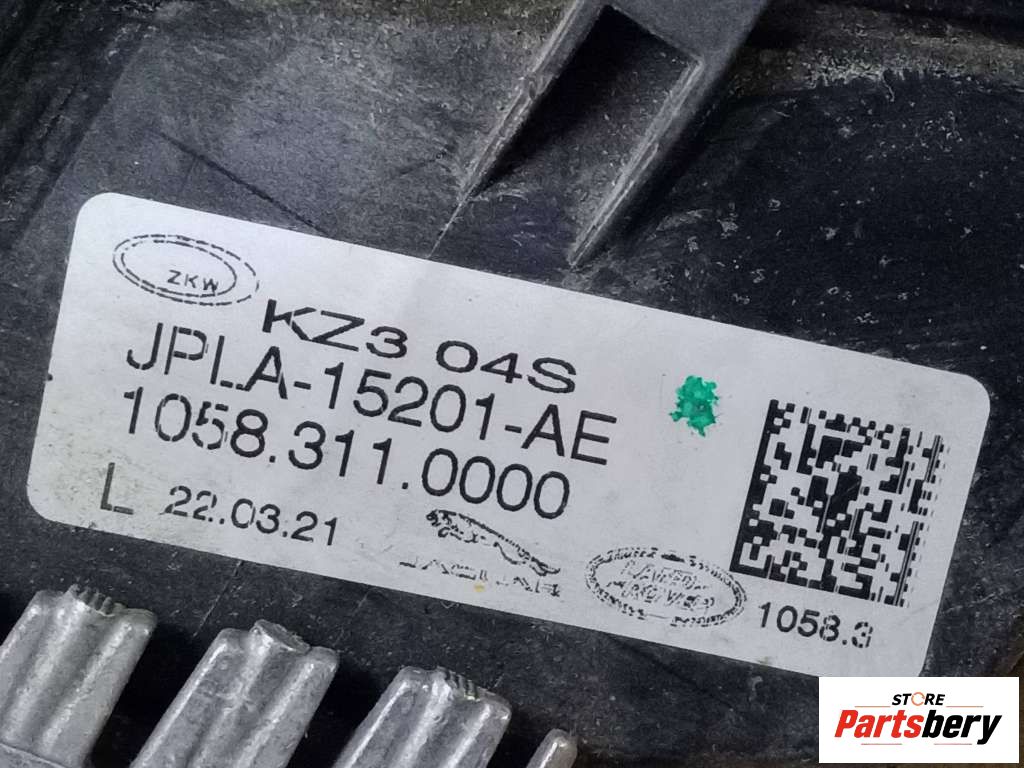 ZKW
KZ3 04S
JPLA-15201-AE
1058.311.0000
L 22.03.21
JAGUAR
LAND
ROVER
1058.3
STORE
Partsbery